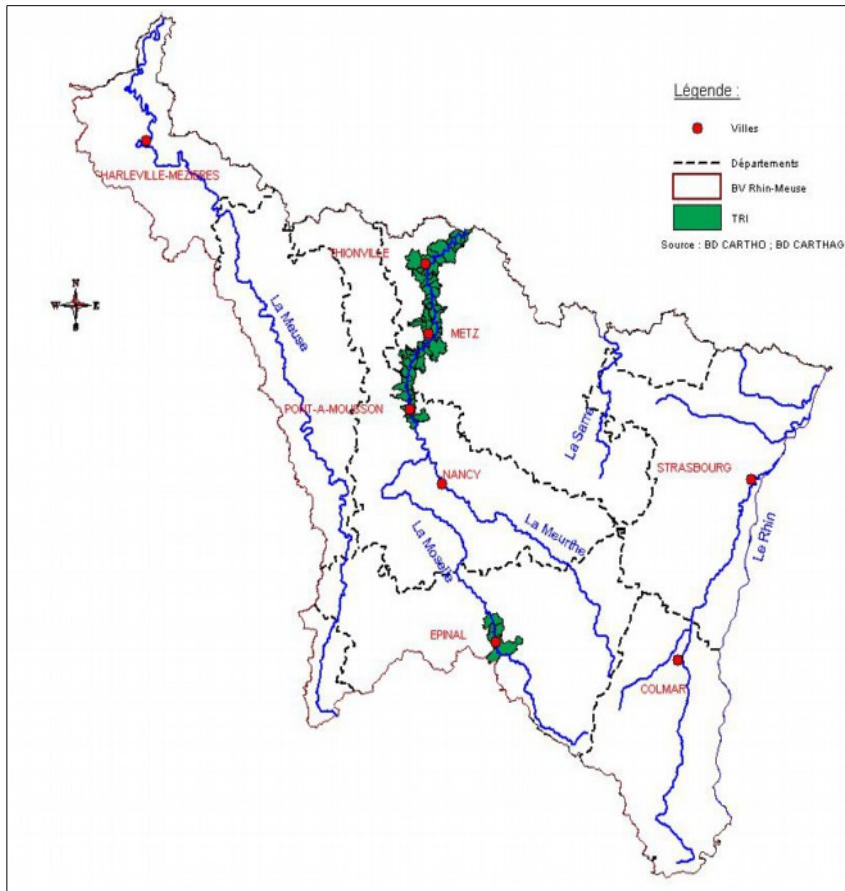 Légende :
Villes
Départements
BV Rhin-Meuse
TRI
Source : BD CARTHO ; BD CARTHAG
HARLEVILLE-MEZIERES
THIONVILLE
N
W E
S
La Meuse
METZ
PONT-A-MOUSSON
La Sarre
STRASBOURG
NANCY
La Meurthe
Le Rhin
La Moselle
EPINAL
COLMAR